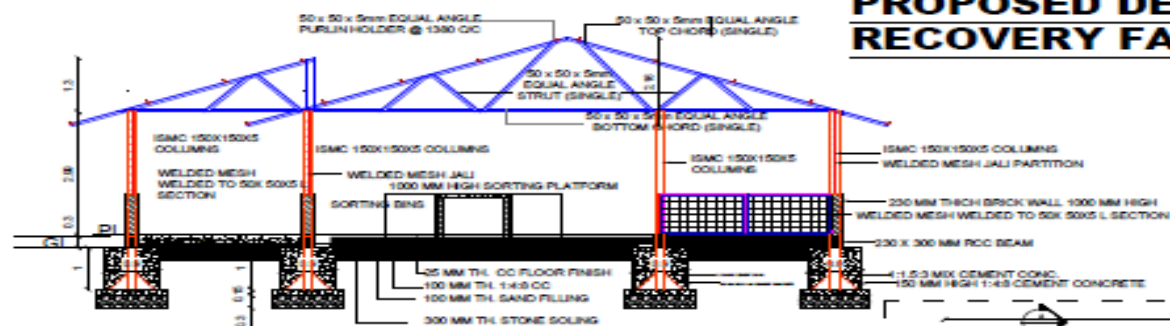 PROPOSED DE
RECOVERY FA
50 x 50 x 5mm EQUAL ANGLE
PURLIN HOLDER @ 1380 C/C
50 x 50 x 5mm EQUAL ANGLE
TOP CHORD (SINGLE)
50 x 50 x 5mm
EQUAL ANGLE
STRUT (SINGLE)
50 x 50 x 5mm EQUAL ANGLE
BOTTOM CHORD (SINGLE)
ISMC 150X150X5
COLUMNS
ISMC 150X150X5 COLUMNS
ISMC 150X150X5
COLUMNS
ISMC 150X150X5 COLUMNS
WELDED MESH JALI PARTITION
WELDED MESH
WELDED TO 50X 50X5 L
SECTION
WELDED MESH JALI
1000 MM HIGH SORTING PLATFORM
SORTING BINS
230 MM THICH BRICK WALL 1000 MM HIGH
WELDED MESH WELDED TO 50X 50X5 L SECTION
230 X 300 MM RCC BEAM
PL
GL
25 MM TH. CC FLOOR FINISH
100 MM TH. 1:4:8 CC
100 MM TH. SAND FILLING
300 MM TH. STONE SOLING
1:1.5:3 MIX CEMENT CONC.
150 MM HIGH 1:4:8 CEMENT CONCRETE